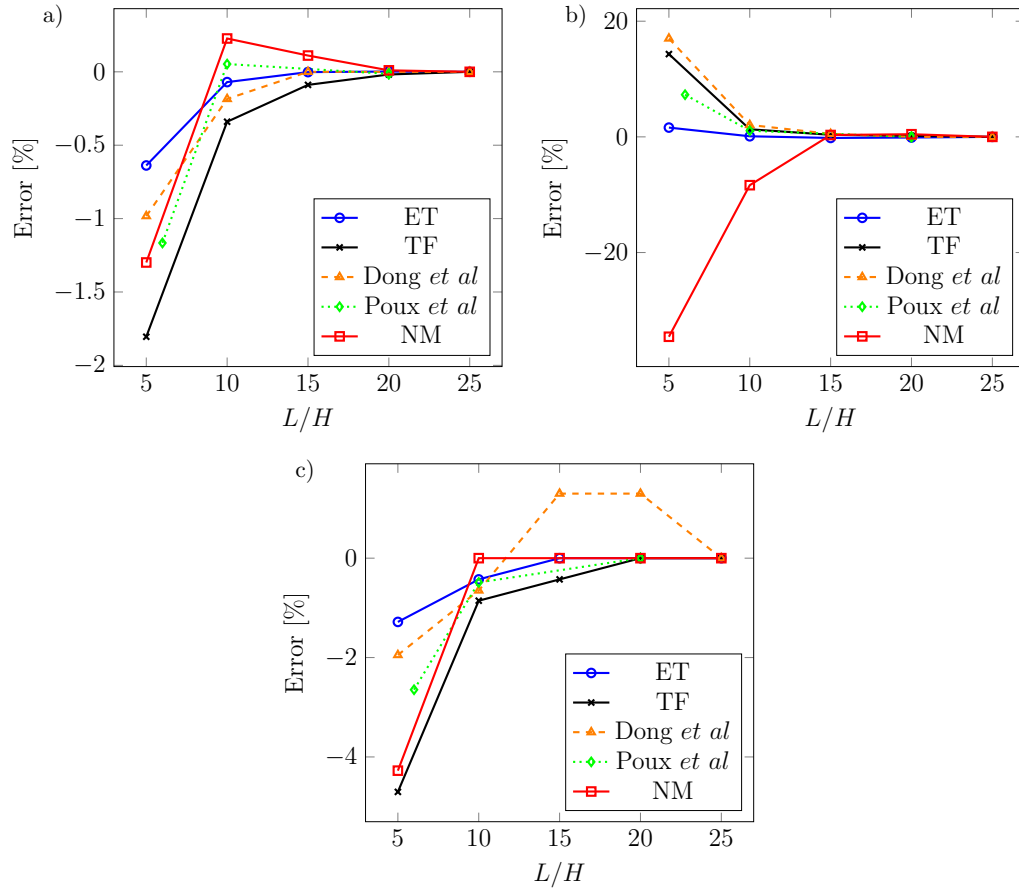 a)
0
−0.5
−1
−1.5
−2
Error [%]
5 10 15 20 25
L/H
ET
TF
Dong et al
Poux et al
NM
b)
20
0
−20
Error [%]
5 10 15 20 25
L/H
ET
TF
Dong et al
Poux et al
NM
c)
0
−2
−4
Error [%]
5 10 15 20 25
L/H
ET
TF
Dong et al
Poux et al
NM